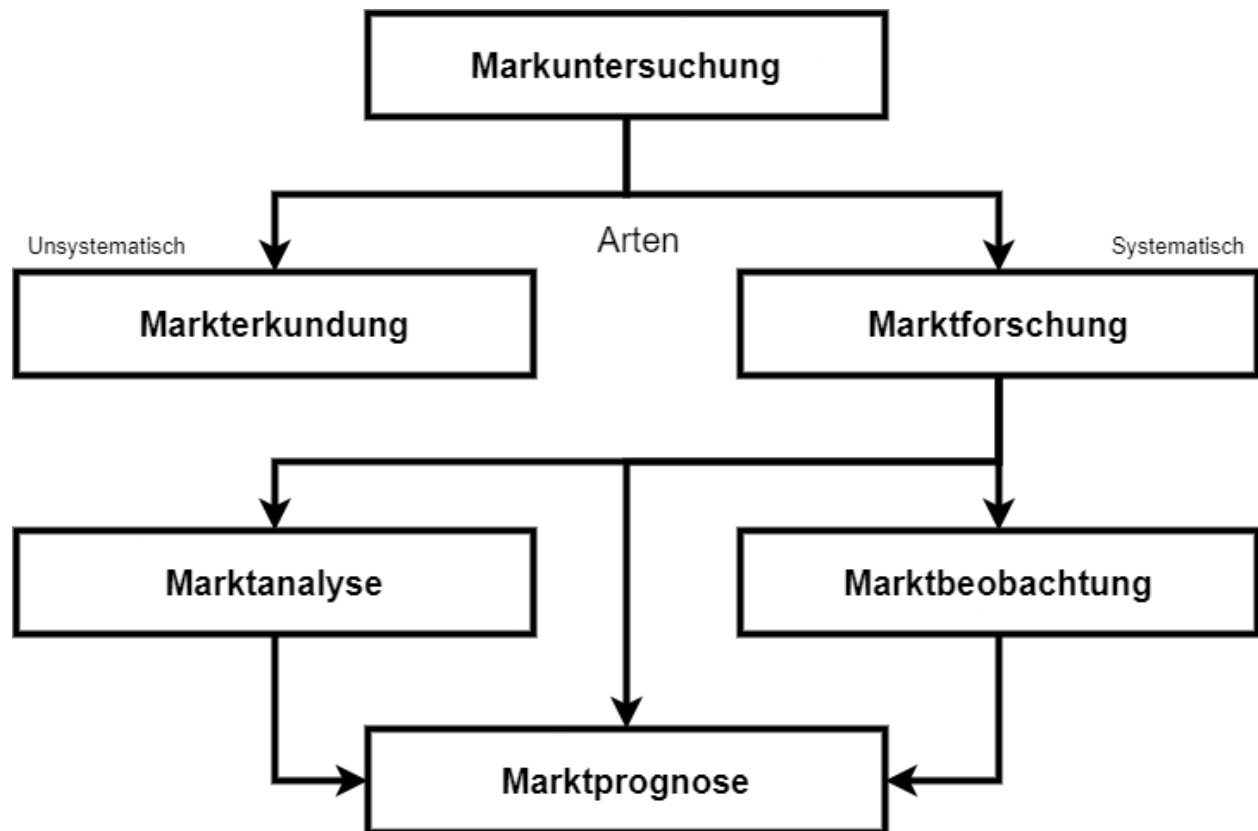 Markuntersuchung
Unsystematisch
Arten
Systematisch
Markterkundung
Marktforschung
Marktanalyse
Marktbeobachtung
Marktprognose